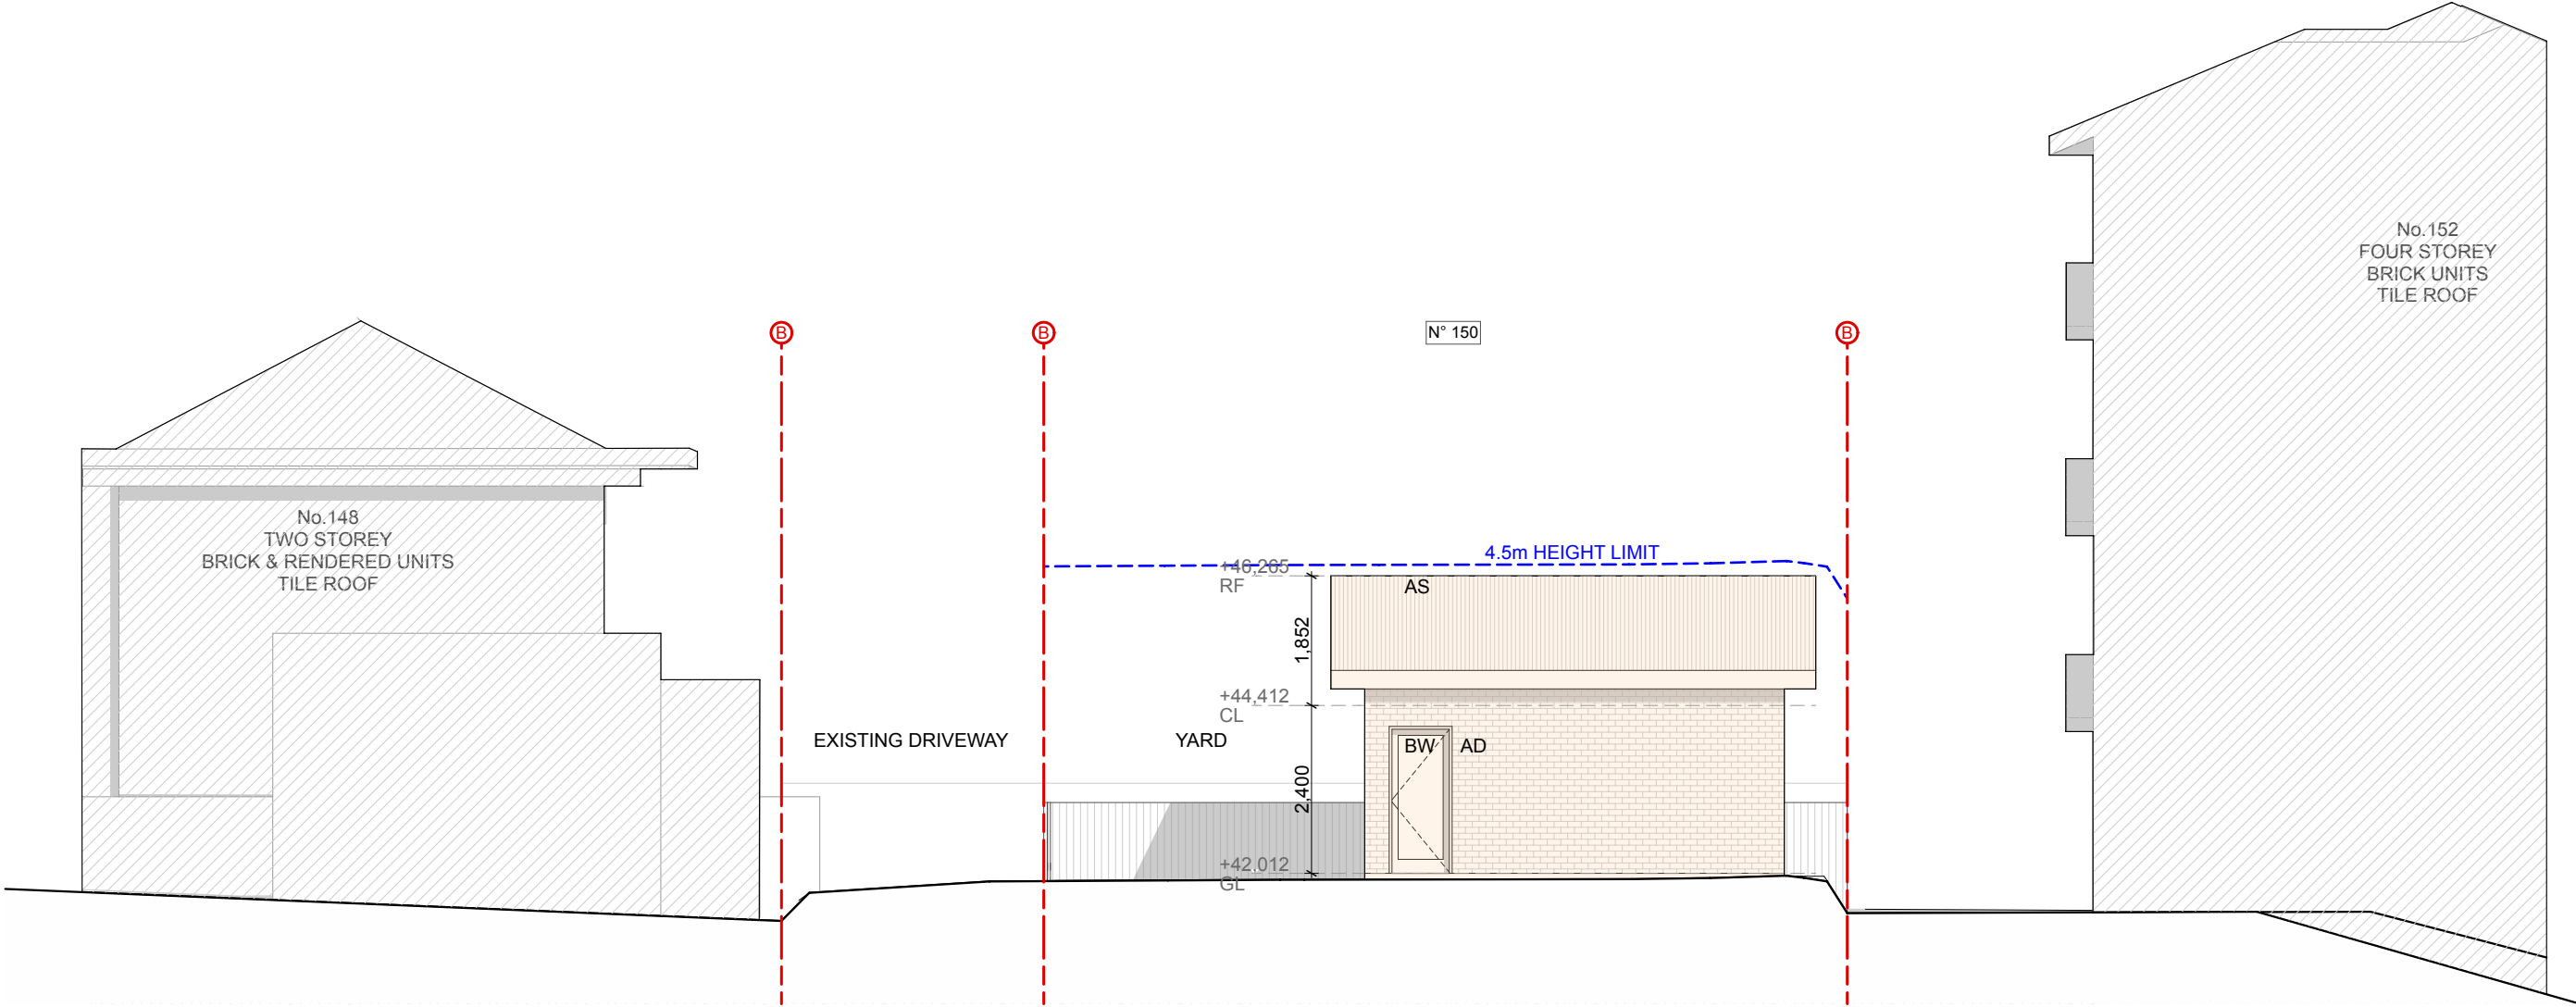 No.152
FOUR STOREY
BRICK UNITS
TILE ROOF
B
B
N° 150
B
No.148
TWO STOREY
BRICK & RENDERED UNITS
TILE ROOF
4.5m HEIGHT LIMIT
+46,265
RF
AS
1,852
+44,412
CL
EXISTING DRIVEWAY
YARD
BW
AD
2,400
+42,012
GL